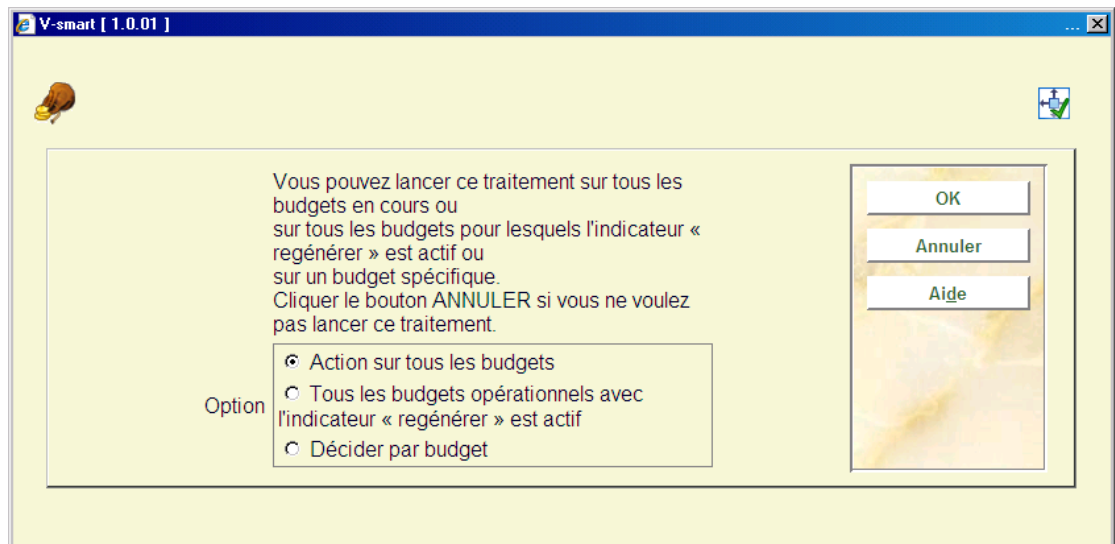 V-smart [ 1.0.01 ]
...
Vous pouvez lancer ce traitement sur tous les
budgets en cours ou
sur tous les budgets pour lesquels l'indicateur «
regénérer » est actif ou
sur un budget spécifique.
Cliquer le bouton ANNULER si vous ne voulez
pas lancer ce traitement.
Option
Action sur tous les budgets
Tous les budgets opérationnels avec
l'indicateur « regénérer » est actif
Décider par budget
OK
Annuler
Aide